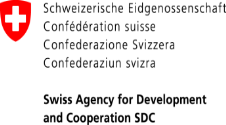 Schweizerische Eidgenossenschaft
Confédération suisse
Confederazione Svizzera
Confederaziun svizra
Swiss Agency for Development
and Cooperation SDC